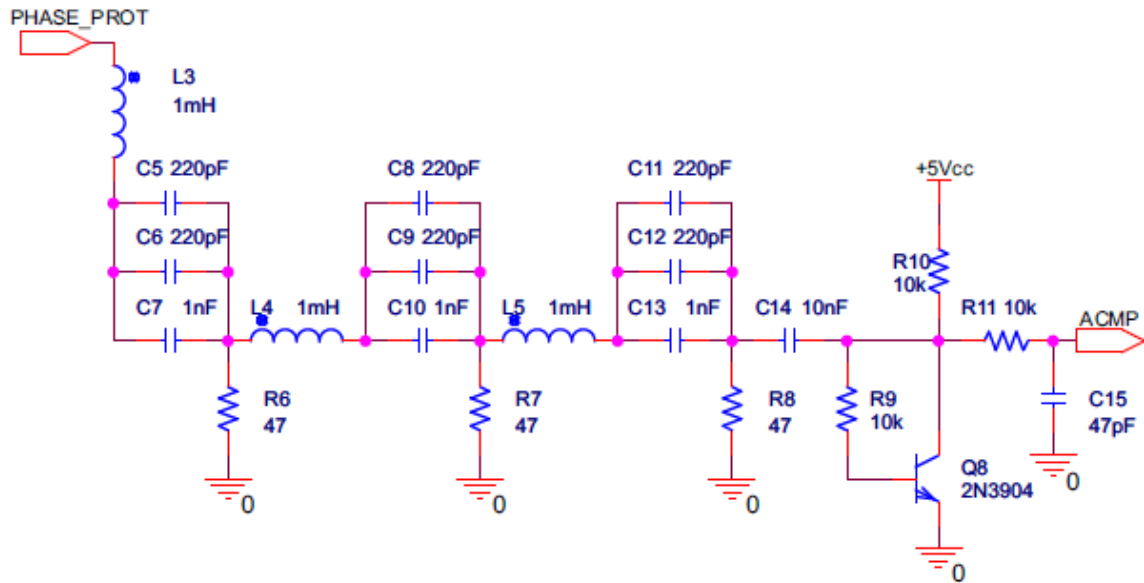 PHASE_PROT
L3
1mH
C5 220pF
C8 220pF
C11 220pF
+5Vcc
C6 220pF
C9 220pF
C12 220pF
R10
10k
C7 1nF
L4 1mH
C10 1nF
L5 1mH
C13 1nF
C14 10nF
R11 10k
ACMP
R6
47
R7
47
R8
47
R9
10k
C15
47pF
Q8
2N3904
0
0
0
0
0